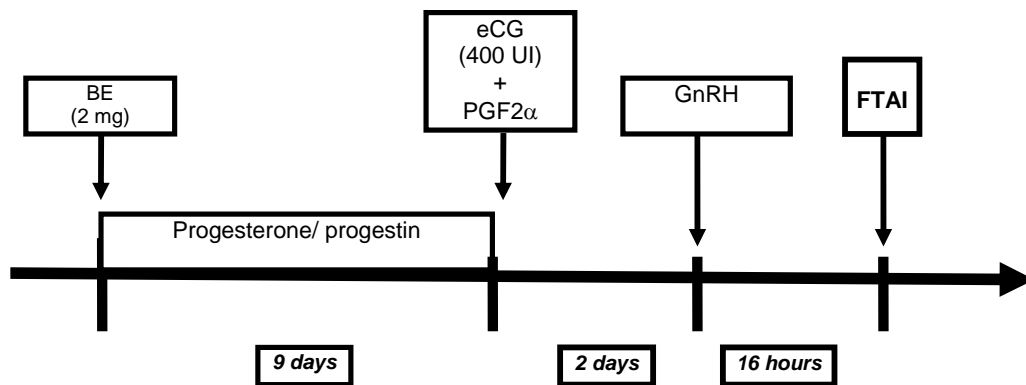 BE
(2 mg)
eCG
(400 UI)
+
PGF2α
GnRH
FTAI
Progesterone/ progestin
9 days
2 days
16 hours